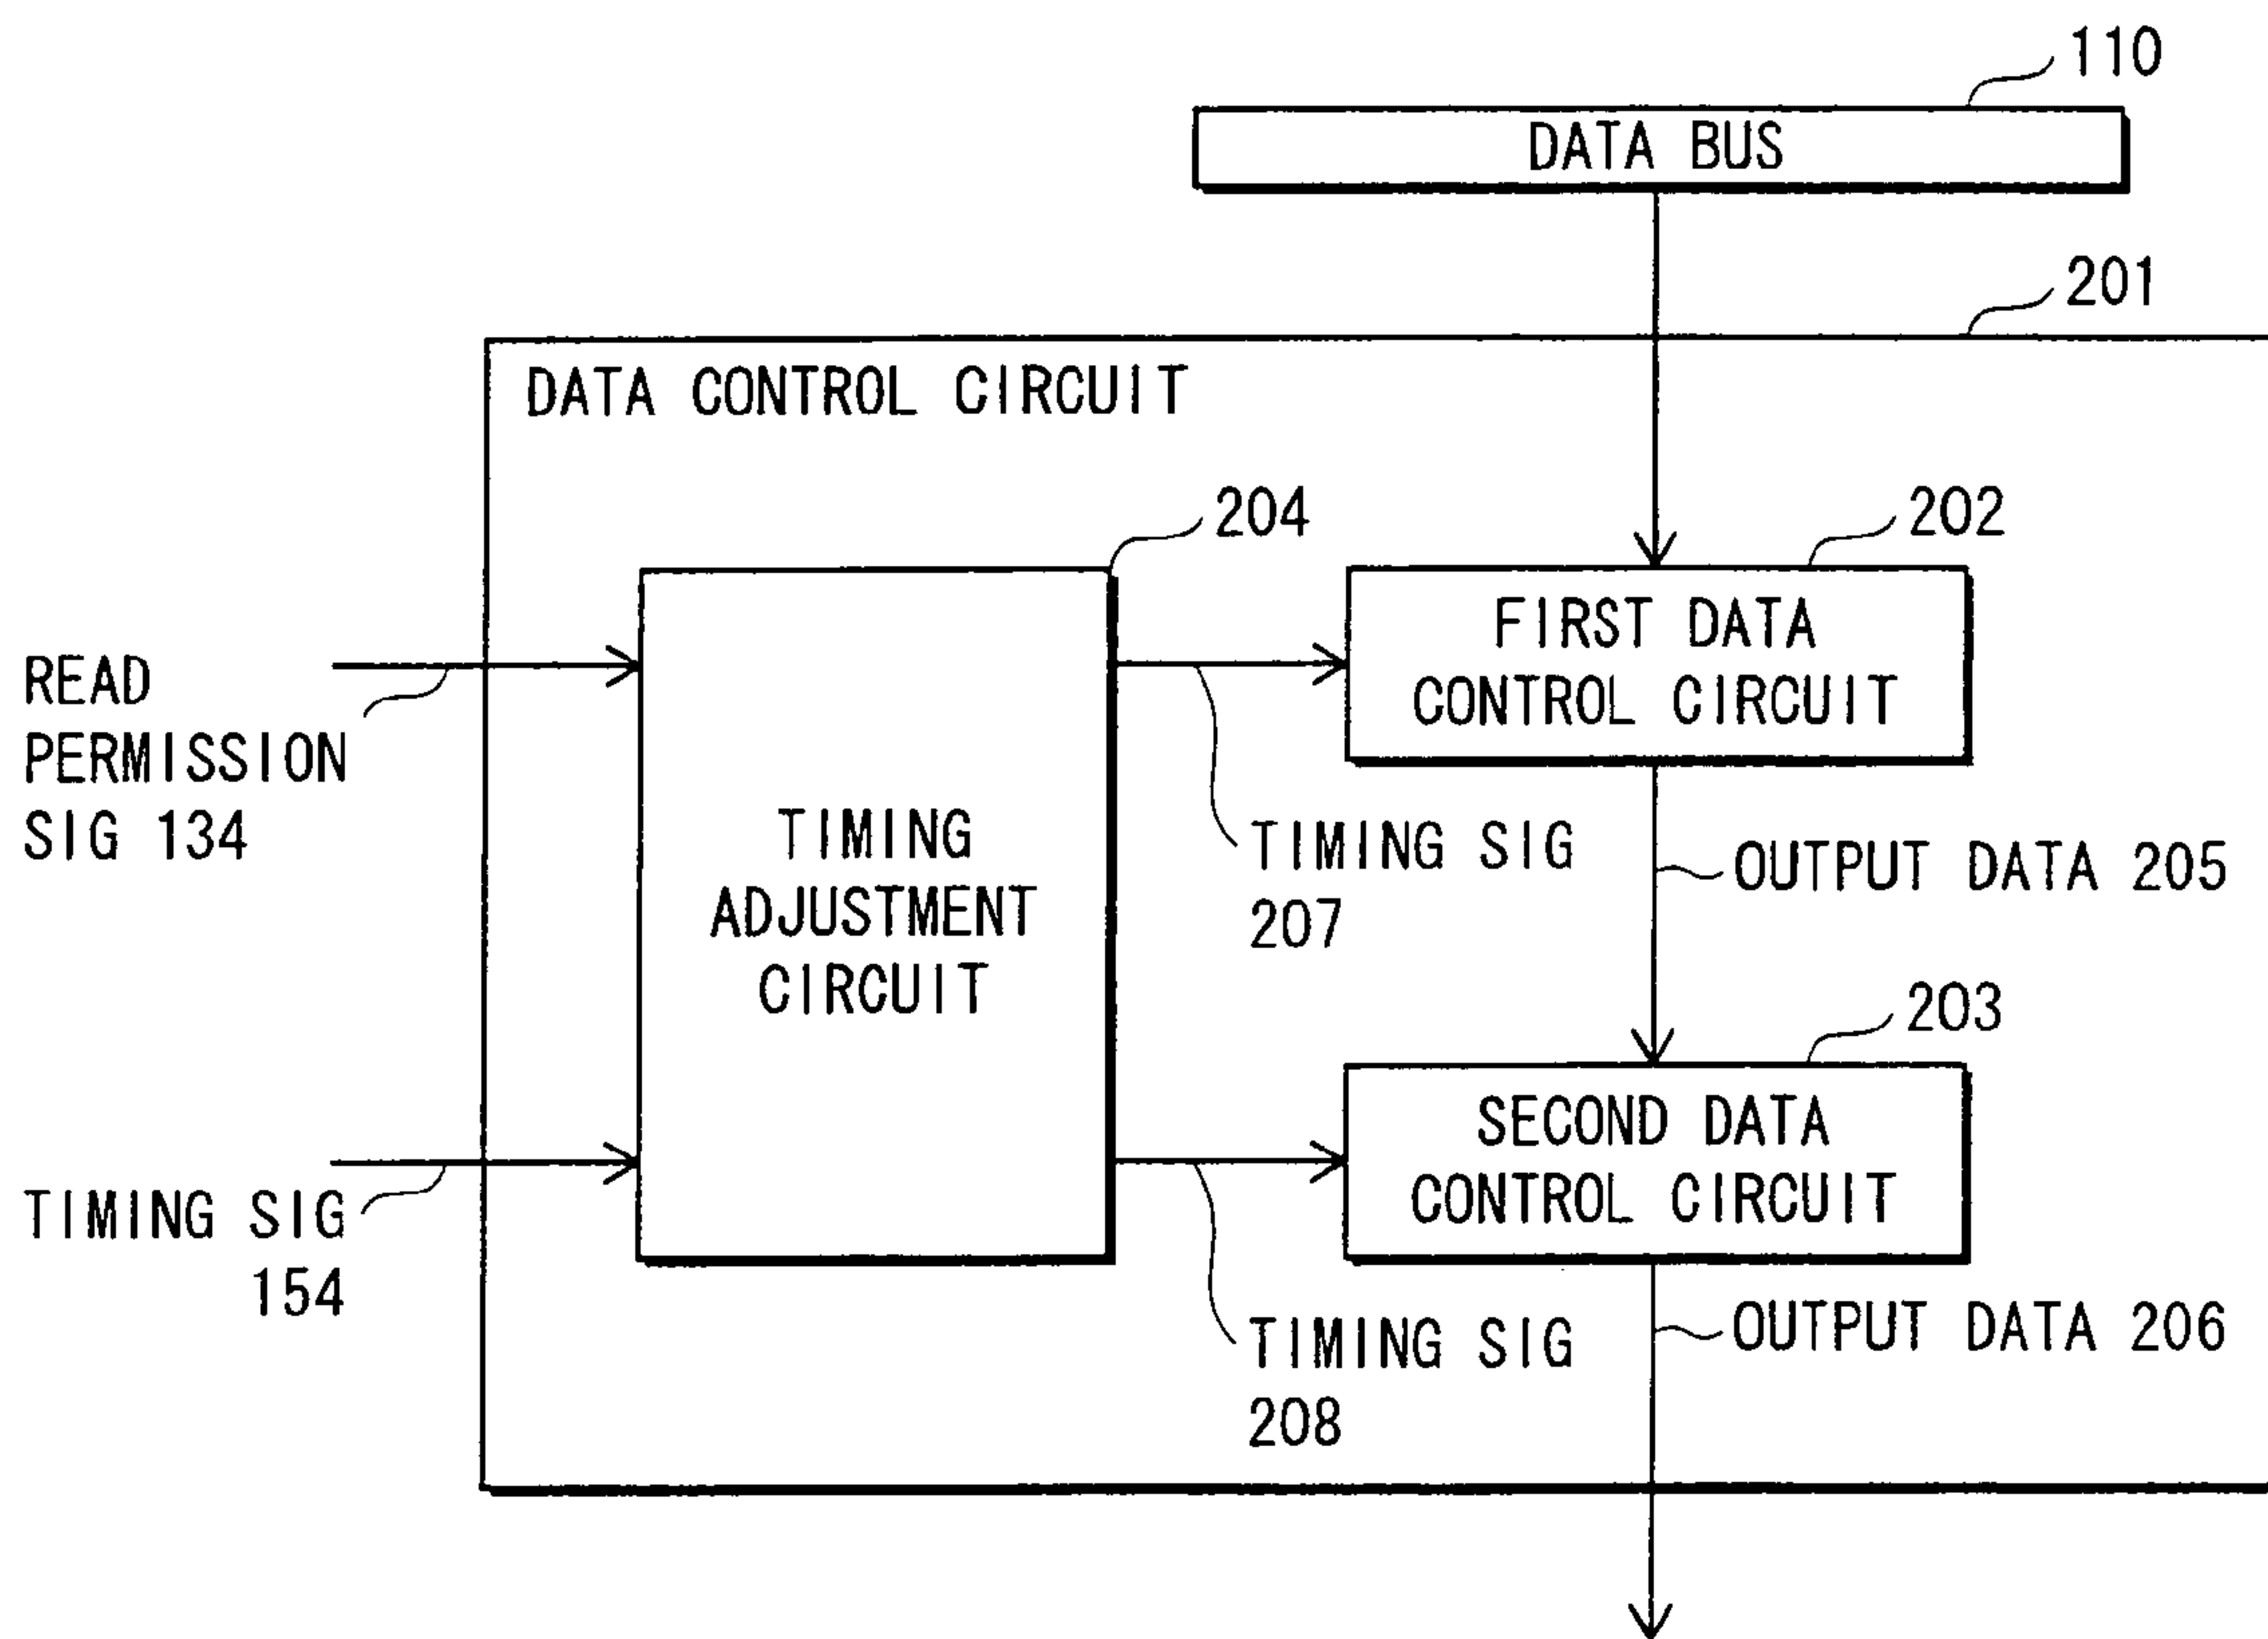 110
DATA BUS
201
DATA CONTROL CIRCUIT
204
202
FIRST DATA
CONTROL CIRCUIT
READ
PERMISSION
SIG 134
TIMING
ADJUSTMENT
CIRCUIT
TIMING SIG
207
OUTPUT DATA 205
203
SECOND DATA
CONTROL CIRCUIT
TIMING SIG
154
TIMING SIG
208
OUTPUT DATA 206